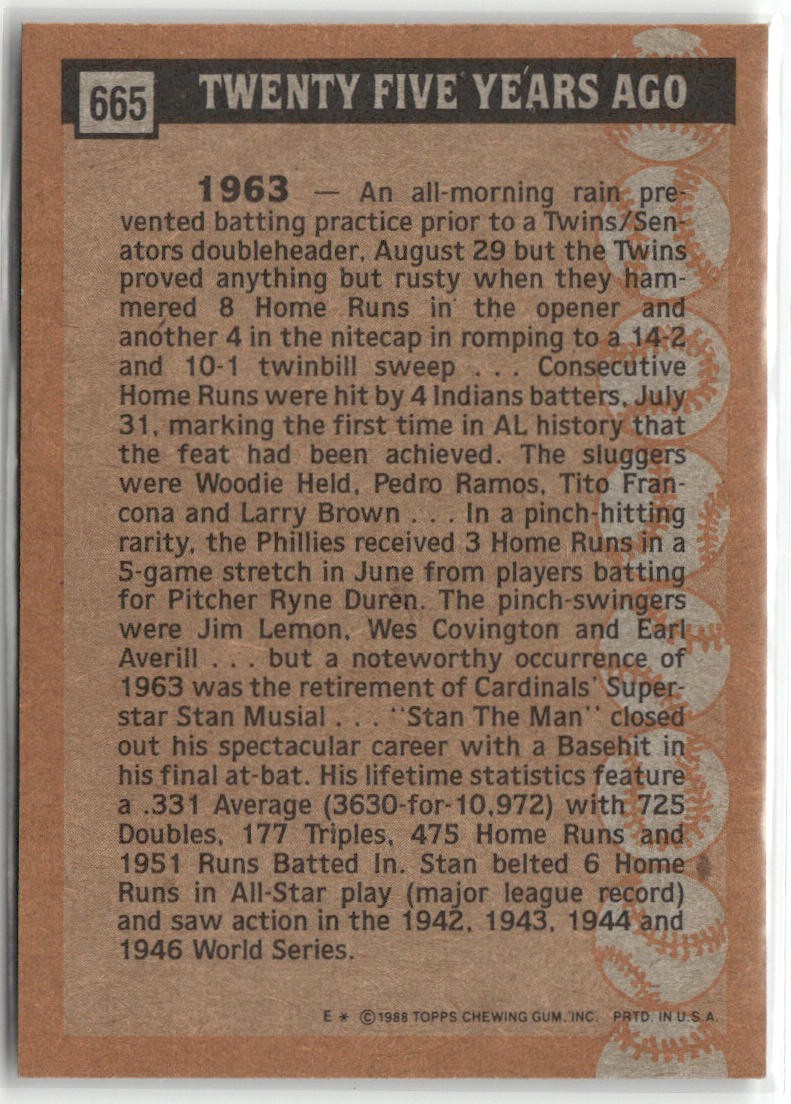 665
TWENTY FIVE YEARS AGO
1963 — An all-morning rain pre-
vented batting practice prior to a Twins/Sen-
ators doubleheader, August 29 but the Twins
proved anything but rusty when they ham-
mered 8 Home Runs in the opener and
another 4 in the nitecap in romping to a 14-2
and 10-1 twinbill sweep . . . Consecutive
Home Runs were hit by 4 Indians batters, July
31, marking the first time in AL history that
the feat had been achieved. The sluggers
were Woodie Held, Pedro Ramos, Tito Fran-
cona and Larry Brown . . . In a pinch-hitting
rarity, the Phillies received 3 Home Runs in a
5-game stretch in June from players batting
for Pitcher Ryne Duren. The pinch-swingers
were Jim Lemon, Wes Covington and Earl
Averill . . . but a noteworthy occurrence of
1963 was the retirement of Cardinals' Super-
star Stan Musial . . . "Stan The Man" closed
out his spectacular career with a Basehit in
his final at-bat. His lifetime statistics feature
a .331 Average (3630-for-10,972) with 725
Doubles, 177 Triples, 475 Home Runs and
1951 Runs Batted In. Stan belted 6 Home
Runs in All-Star play (major league record)
and saw action in the 1942, 1943, 1944 and
1946 World Series.
E * ©1988 TOPPS CHEWING GUM, INC. PRTD. IN U.S.A.